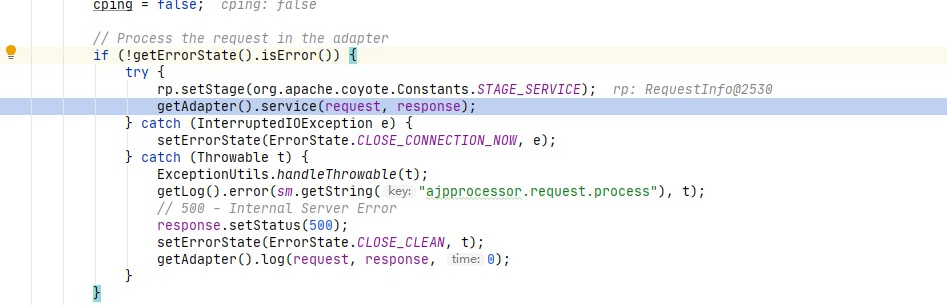 cping = false;  cping: false
// Process the request in the adapter
if (!getErrorState().isError()) {
try {
rp.setStage(org.apache.coyote.Constants.STAGE_SERVICE);  rp: RequestInfo@2530
getAdapter().service(request, response);
} catch (InterruptedIOException e) {
setErrorState(ErrorState.CLOSE_CONNECTION_NOW, e);
} catch (Throwable t) {
ExceptionUtils.handleThrowable(t);
getLog().error(sm.getString( key: "ajpprocessor.request.process"), t);
// 500 - Internal Server Error
response.setStatus(500);
setErrorState(ErrorState.CLOSE_CLEAN, t);
getAdapter().log(request, response,  time: 0);
}
}